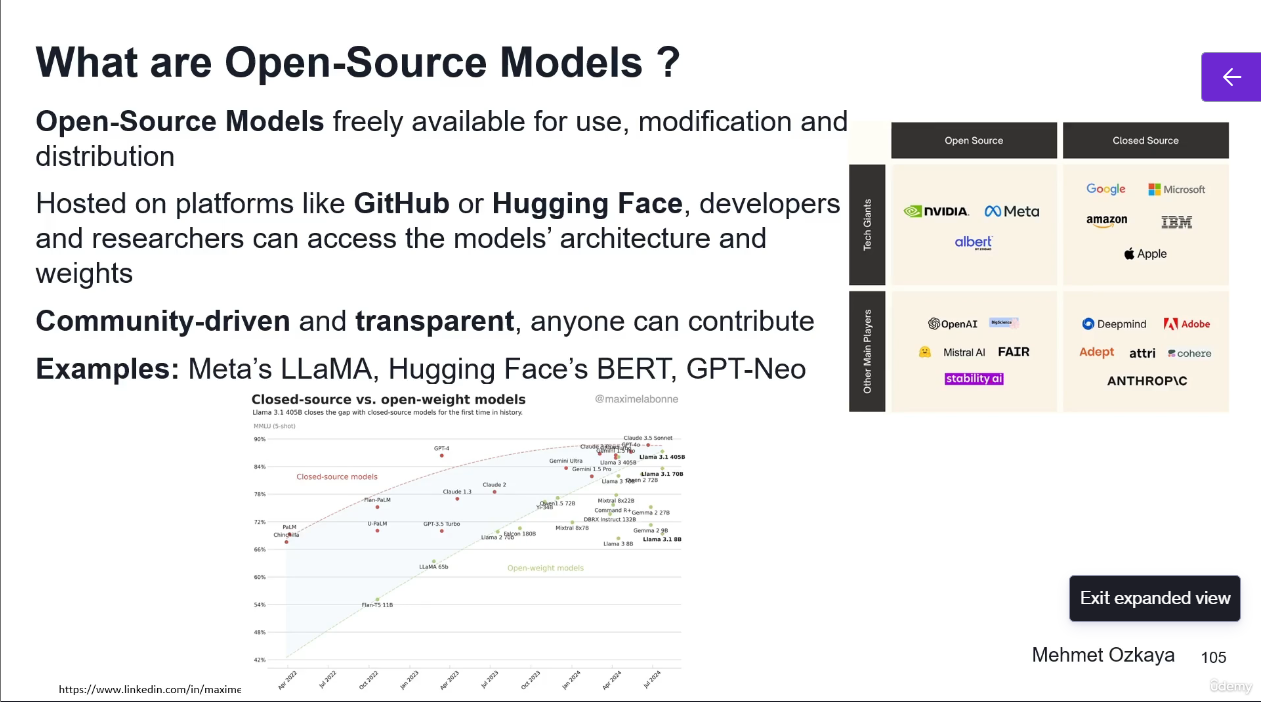 What are Open-Source Models ?
Open-Source Models freely available for use, modification and
distribution
Hosted on platforms like GitHub or Hugging Face, developers
and researchers can access the models’ architecture and
weights
Community-driven and transparent, anyone can contribute
Examples: Meta’s LLaMA, Hugging Face’s BERT, GPT-Neo
Open Source Closed Source
Tech Giants
NVIDIA. Meta
albert
Google Microsoft
amazon IBM
Apple
Other Main Players
OpenAI
Mistral AI FAIR
stability ai
Deepmind Adobe
Adept attri cohere
ANTHROP\C
Closed-source vs. open-weight models
@maximelabonne
Llama 3.1 405B closes the gap with closed-source models for the first time in history.
MMLU (5-shot)
90%
84%
78%
72%
66%
60%
54%
48%
42%
Closed-source models
Open-weight models
PaLM
Chinchilla
Flan-PaLM
U-PaLM
Flan-T5 11B
GPT-4
Claude 1.3
GPT-3.5 Turbo
LLaMA 65b
Claude 2
Llama 2 70b
Falcon 180B
Yi-34B
Qwen1.5 72B
Gemini Ultra
Gemini 1.5 Pro
Mixtral 8x7B
Claude 3.5 Sonnet
GPT-4o
Llama 3.1 405B
Llama 3 405B
Llama 3.1 70B
Llama 3 70B
Qwen 2 72B
Mixtral 8x22B
Command R+
DBRX Instruct 132B
Gemma 2 27B
Gemma 2 9B
Llama 3 8B
Llama 3.1 8B
Apr 2022
Jul 2022
Oct 2022
Jan 2023
Apr 2023
Jul 2023
Oct 2023
Jan 2024
Apr 2024
Jul 2024
https://www.linkedin.com/in/maxime
Exit expanded view
Mehmet Ozkaya 105
ûdemy